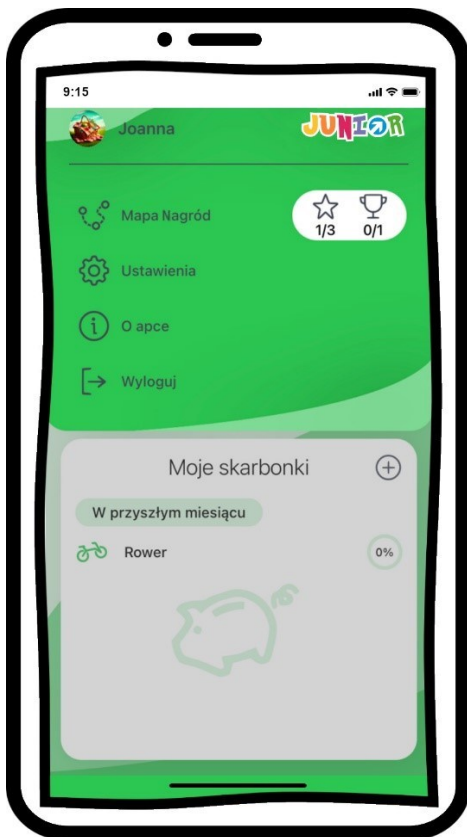 9:15
Joanna
JUNIOR
Mapa Nagród
1/3 0/1
Ustawienia
O apce
Wyloguj
Moje skarbonki
W przyszłym miesiącu
Rower 0%